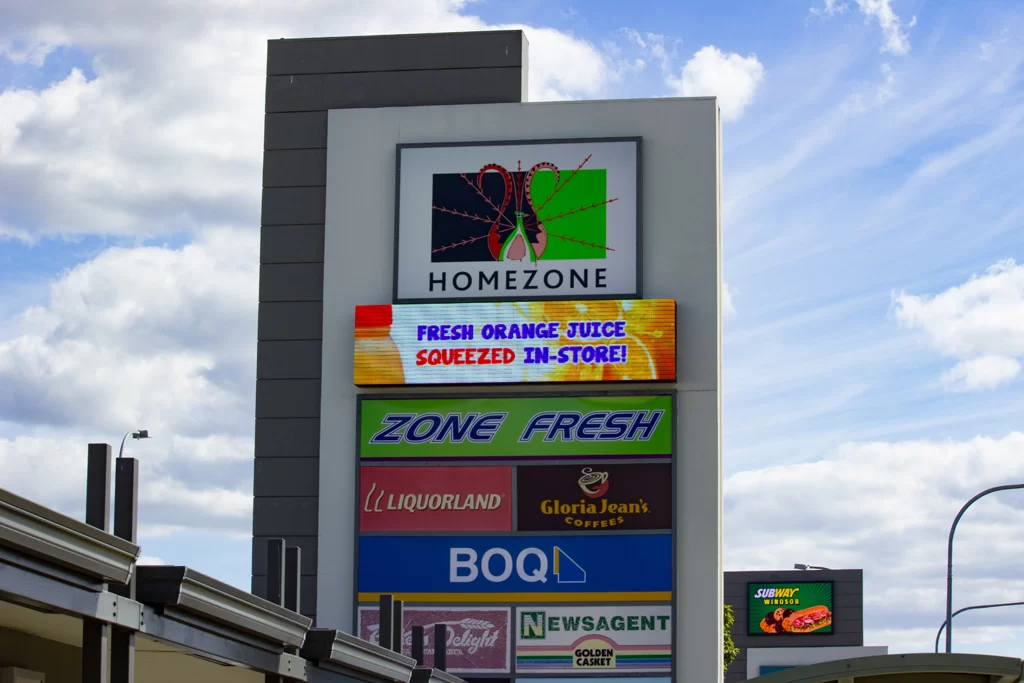 HOMEZONE
FRESH ORANGE JUICE
SQUEEZED IN-STORE!
ZONE FRESH
LIQUORLAND
Gloria Jean's
COFFEES
BOQ
Delight
NEWSAGENT
GOLDEN
CASKET
SUBWAY
WINDSOR